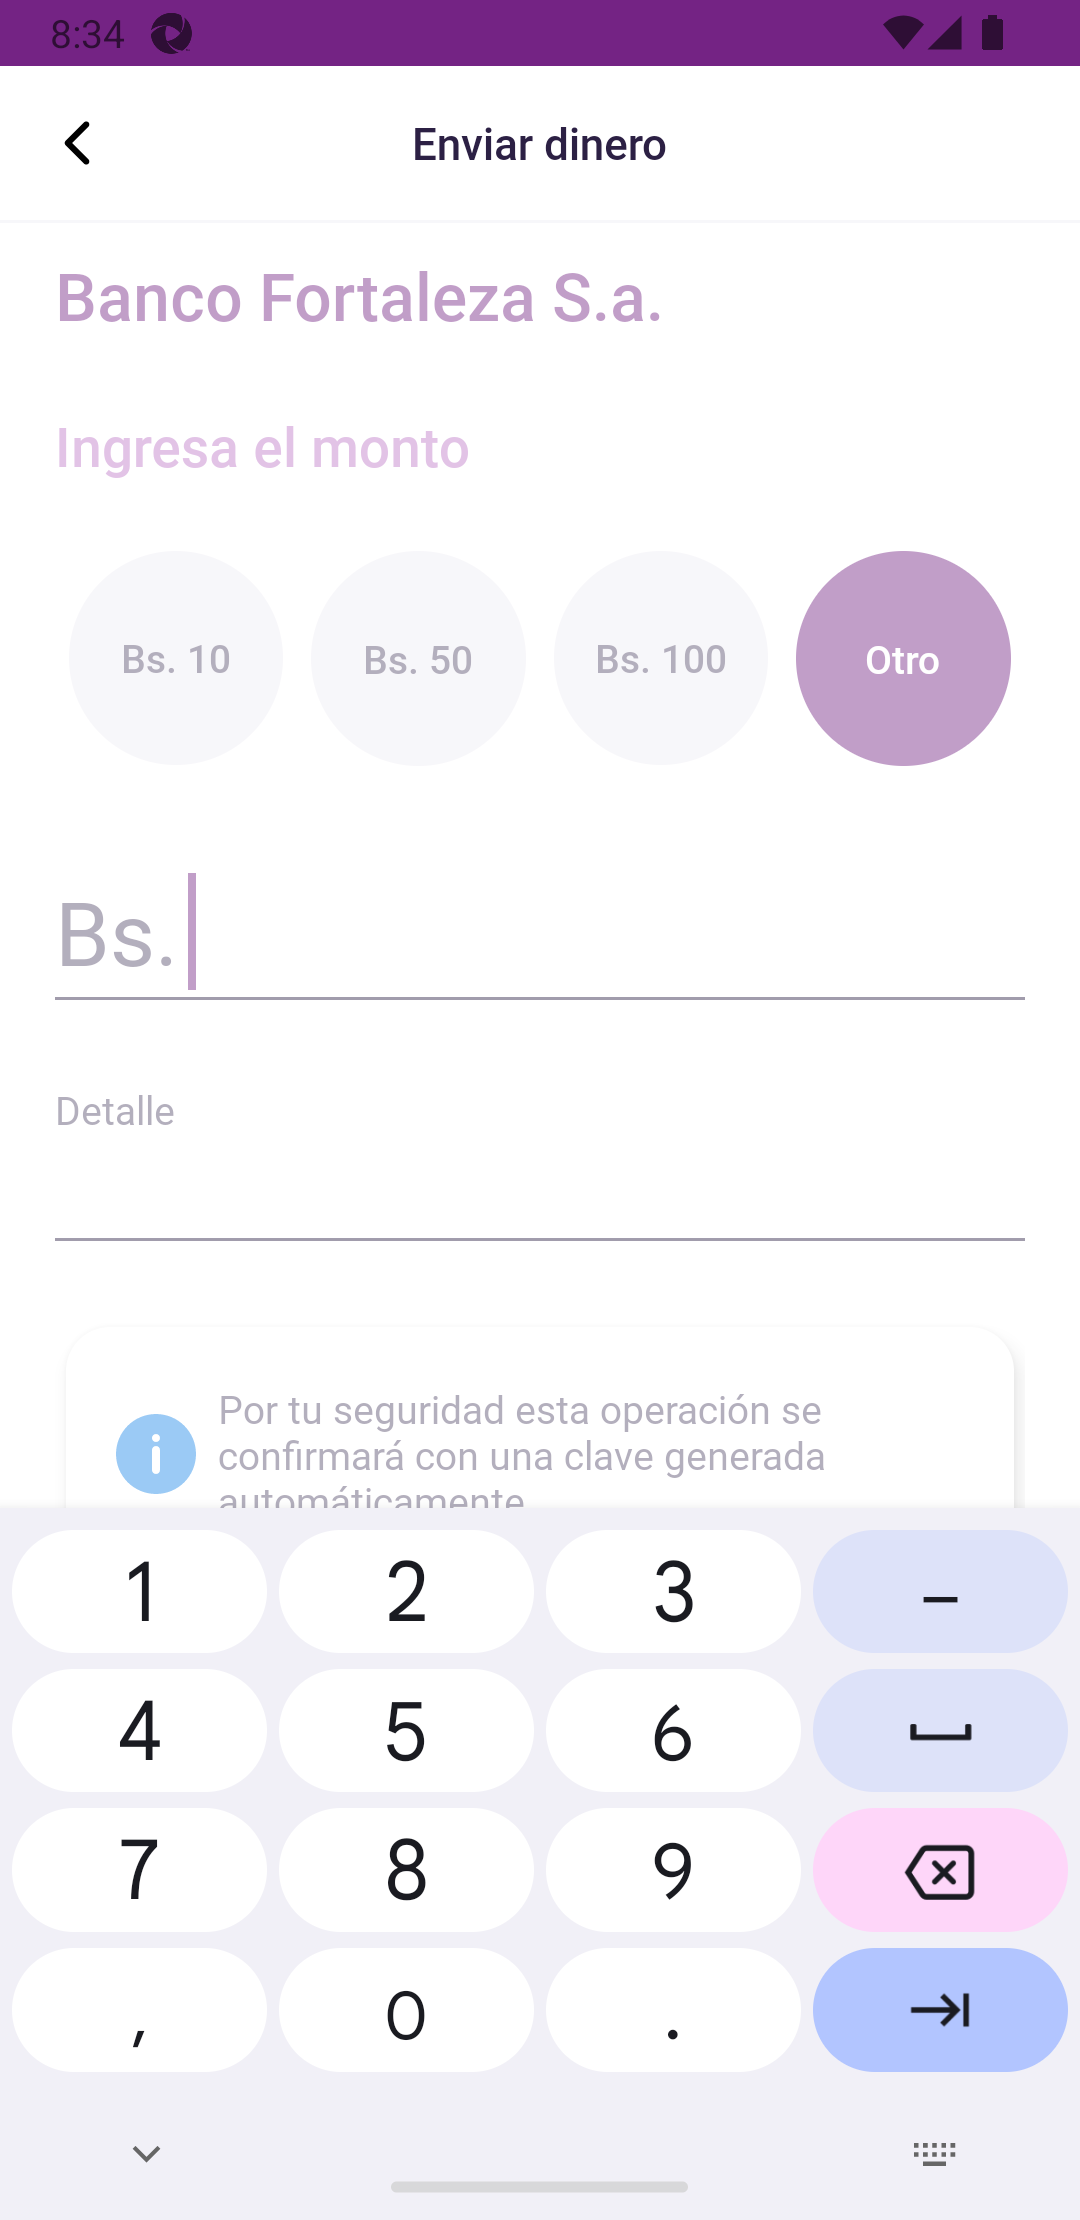 8:34
Enviar dinero
Banco Fortaleza S.a.
Ingresa el monto
Bs. 10
Bs. 50
Bs. 100
Otro
Bs.
Detalle
Por tu seguridad esta operación se
confirmará con una clave generada
automáticamente
1 2 3 –
4 5 6
7 8 9
, 0 .